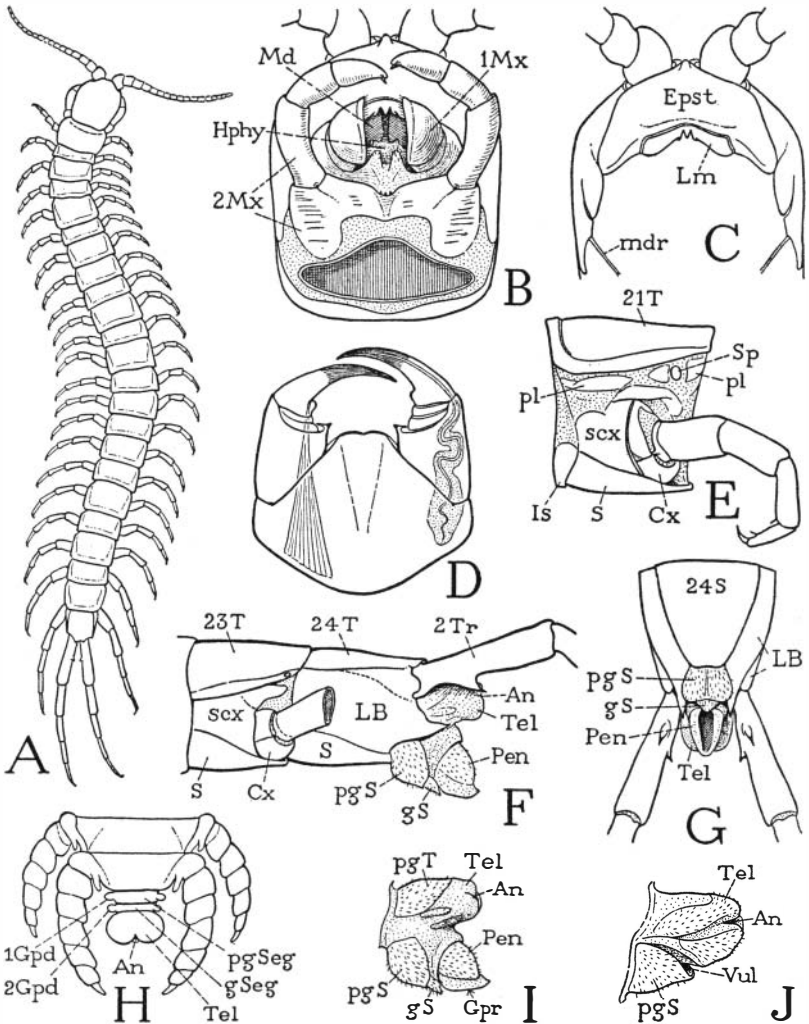 A
Md
1Mx
Hphy
2Mx
B
Epst
Lm
mdr
C
D
21T
Sp
pl
pl
scx
Is
S
Cx
E
23T
24T
2Tr
scx
LB
An
Tel
S
Pen
S
Cx
pgS
gS
F
24S
LB
pgS
gS
Pen
Tel
G
1Gpd
2Gpd
An
pgSeg
gSeg
Tel
H
pgT
Tel
An
Pen
pgS
gS
Gpr
I
Tel
An
Vul
pgS
J